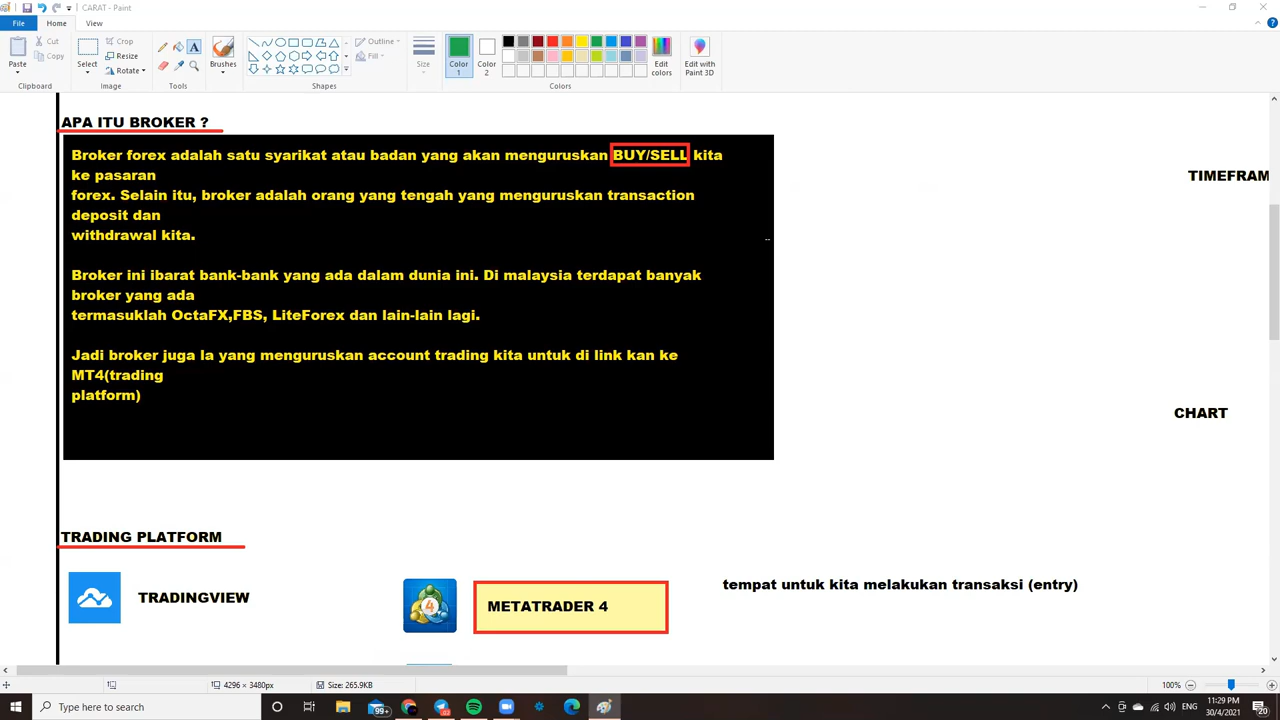 CARAT - Paint
File Home View
Paste
Cut
Copy
Clipboard
Select
Crop
Resize
Rotate
Image
Tools
Brushes
Shapes
Outline
Fill
Size
Color 1
Color 2
Edit colors
Colors
Edit with Paint 3D
APA ITU BROKER ?
Broker forex adalah satu syarikat atau badan yang akan menguruskan BUY/SELL kita
ke pasaran
forex. Selain itu, broker adalah orang yang tengah yang menguruskan transaction
deposit dan
withdrawal kita.
Broker ini ibarat bank-bank yang ada dalam dunia ini. Di malaysia terdapat banyak
broker yang ada
termasuklah OctaFX,FBS, LiteForex dan lain-lain lagi.
Jadi broker juga la yang menguruskan account trading kita untuk di link kan ke
MT4(trading
platform)
TIMEFRAM
CHART
TRADING PLATFORM
TRADINGVIEW
4
METATRADER 4
tempat untuk kita melakukan transaksi (entry)
4296 × 3480px
Size: 265.9KB
100%
Type here to search
99+
ENG
11:29 PM
30/4/2021
20